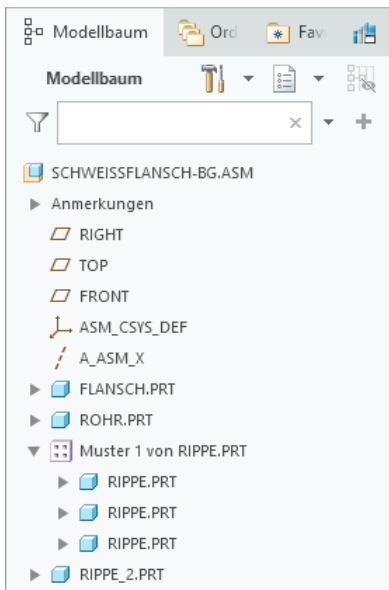 Modellbaum Ord Fav
Modellbaum
SCHWEISSFLANSCH-BG.ASM
Anmerkungen
RIGHT
TOP
FRONT
ASM_CSYS_DEF
A_ASM_X
FLANSCH.PRT
ROHR.PRT
Muster 1 von RIPPE.PRT
RIPPE.PRT
RIPPE.PRT
RIPPE.PRT
RIPPE_2.PRT